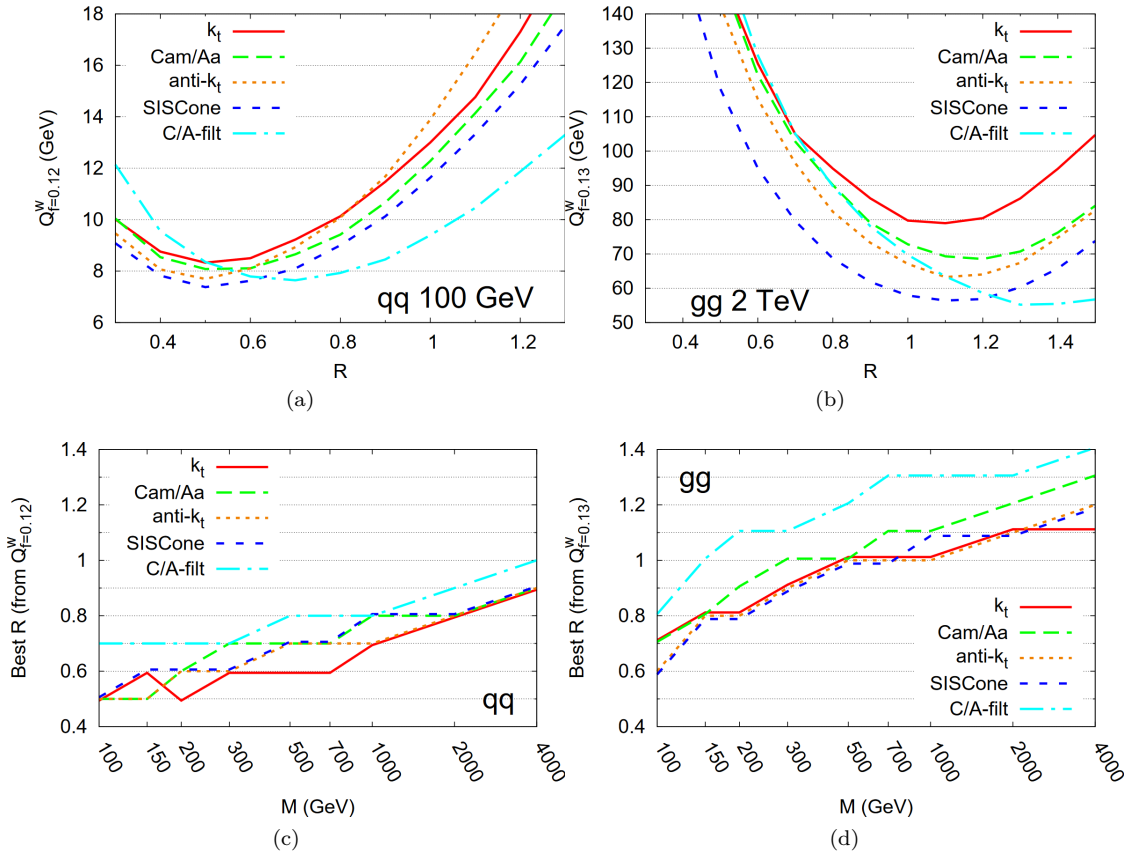 Q^w_{f=0.12} (GeV)
18
16
14
12
10
8
6
k_t
Cam/Aa
anti-k_t
SISCone
C/A-filt
qq 100 GeV
0.4 0.6 0.8 1 1.2
R
(a)
Q^w_{f=0.13} (GeV)
140
130
120
110
100
90
80
70
60
50
k_t
Cam/Aa
anti-k_t
SISCone
C/A-filt
gg 2 TeV
0.4 0.6 0.8 1 1.2 1.4
R
(b)
Best R (from Q^w_{f=0.12})
1.4
1.2
1
0.8
0.6
0.4
k_t
Cam/Aa
anti-k_t
SISCone
C/A-filt
qq
100 150 200 300 500 700 1000 2000 4000
M (GeV)
(c)
Best R (from Q^w_{f=0.13})
1.4
1.2
1
0.8
0.6
0.4
gg
k_t
Cam/Aa
anti-k_t
SISCone
C/A-filt
100 150 200 300 500 700 1000 2000 4000
M (GeV)
(d)